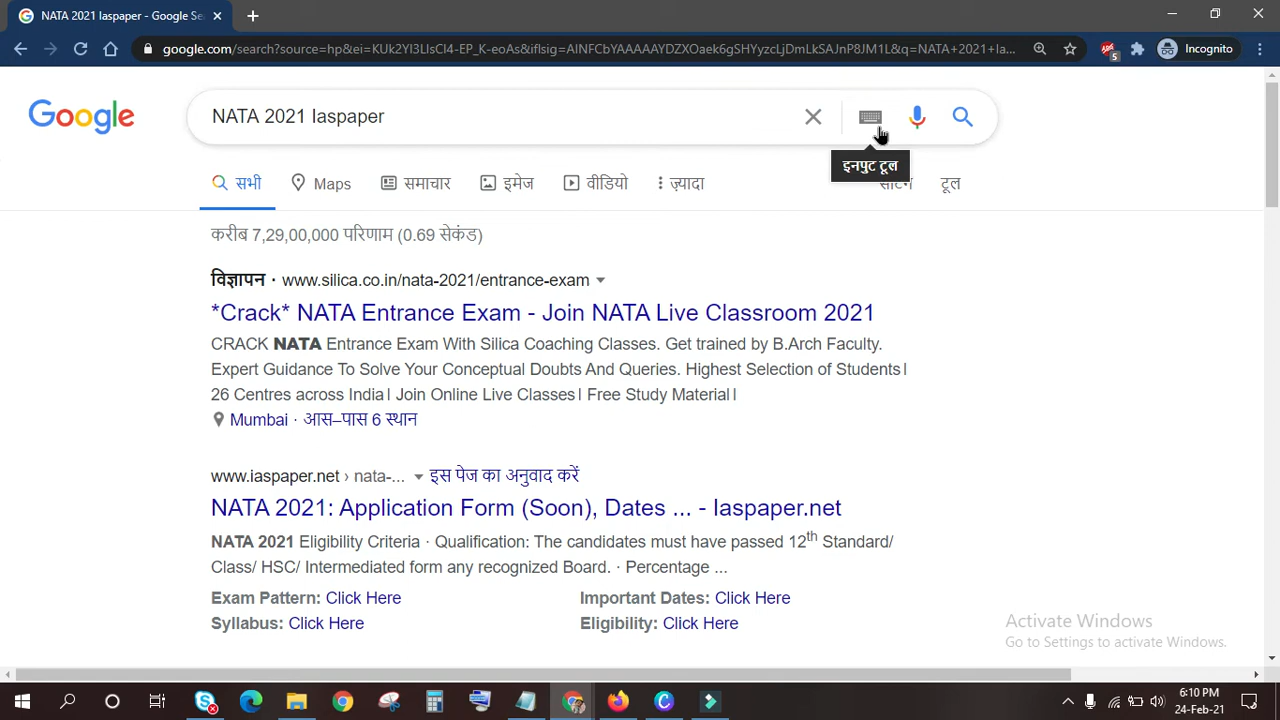 NATA 2021 Iaspaper - Google Se
google.com/search?source=hp&ei=KUk2YI3LIsCl4-EP_K-eoAs&iflsig=AINFCbYAAAAAYDZXOaek6gSHYyzcLjDmLkSAJnP8JM1L&q=NATA+2021+Ia...
5
Incognito
Google
NATA 2021 Iaspaper
इनपुट टूल
सभी
Maps
समाचार
इमेज
वीडियो
ज़्यादा
टूल
करीब 7,29,00,000 परिणाम (0.69 सेकंड)
विज्ञापन · www.silica.co.in/nata-2021/entrance-exam
*Crack* NATA Entrance Exam - Join NATA Live Classroom 2021
CRACK NATA Entrance Exam With Silica Coaching Classes. Get trained by B.Arch Faculty.
Expert Guidance To Solve Your Conceptual Doubts And Queries. Highest Selection of Students।
26 Centres across India। Join Online Live Classes। Free Study Material।
Mumbai · आस-पास 6 स्थान
www.iaspaper.net › nata-... इस पेज का अनुवाद करें
NATA 2021: Application Form (Soon), Dates ... - Iaspaper.net
NATA 2021 Eligibility Criteria · Qualification: The candidates must have passed 12th Standard/
Class/ HSC/ Intermediated form any recognized Board. · Percentage ...
Exam Pattern: Click Here
Important Dates: Click Here
Syllabus: Click Here
Eligibility: Click Here
Activate Windows
Go to Settings to activate Windows.
6:10 PM
24-Feb-21